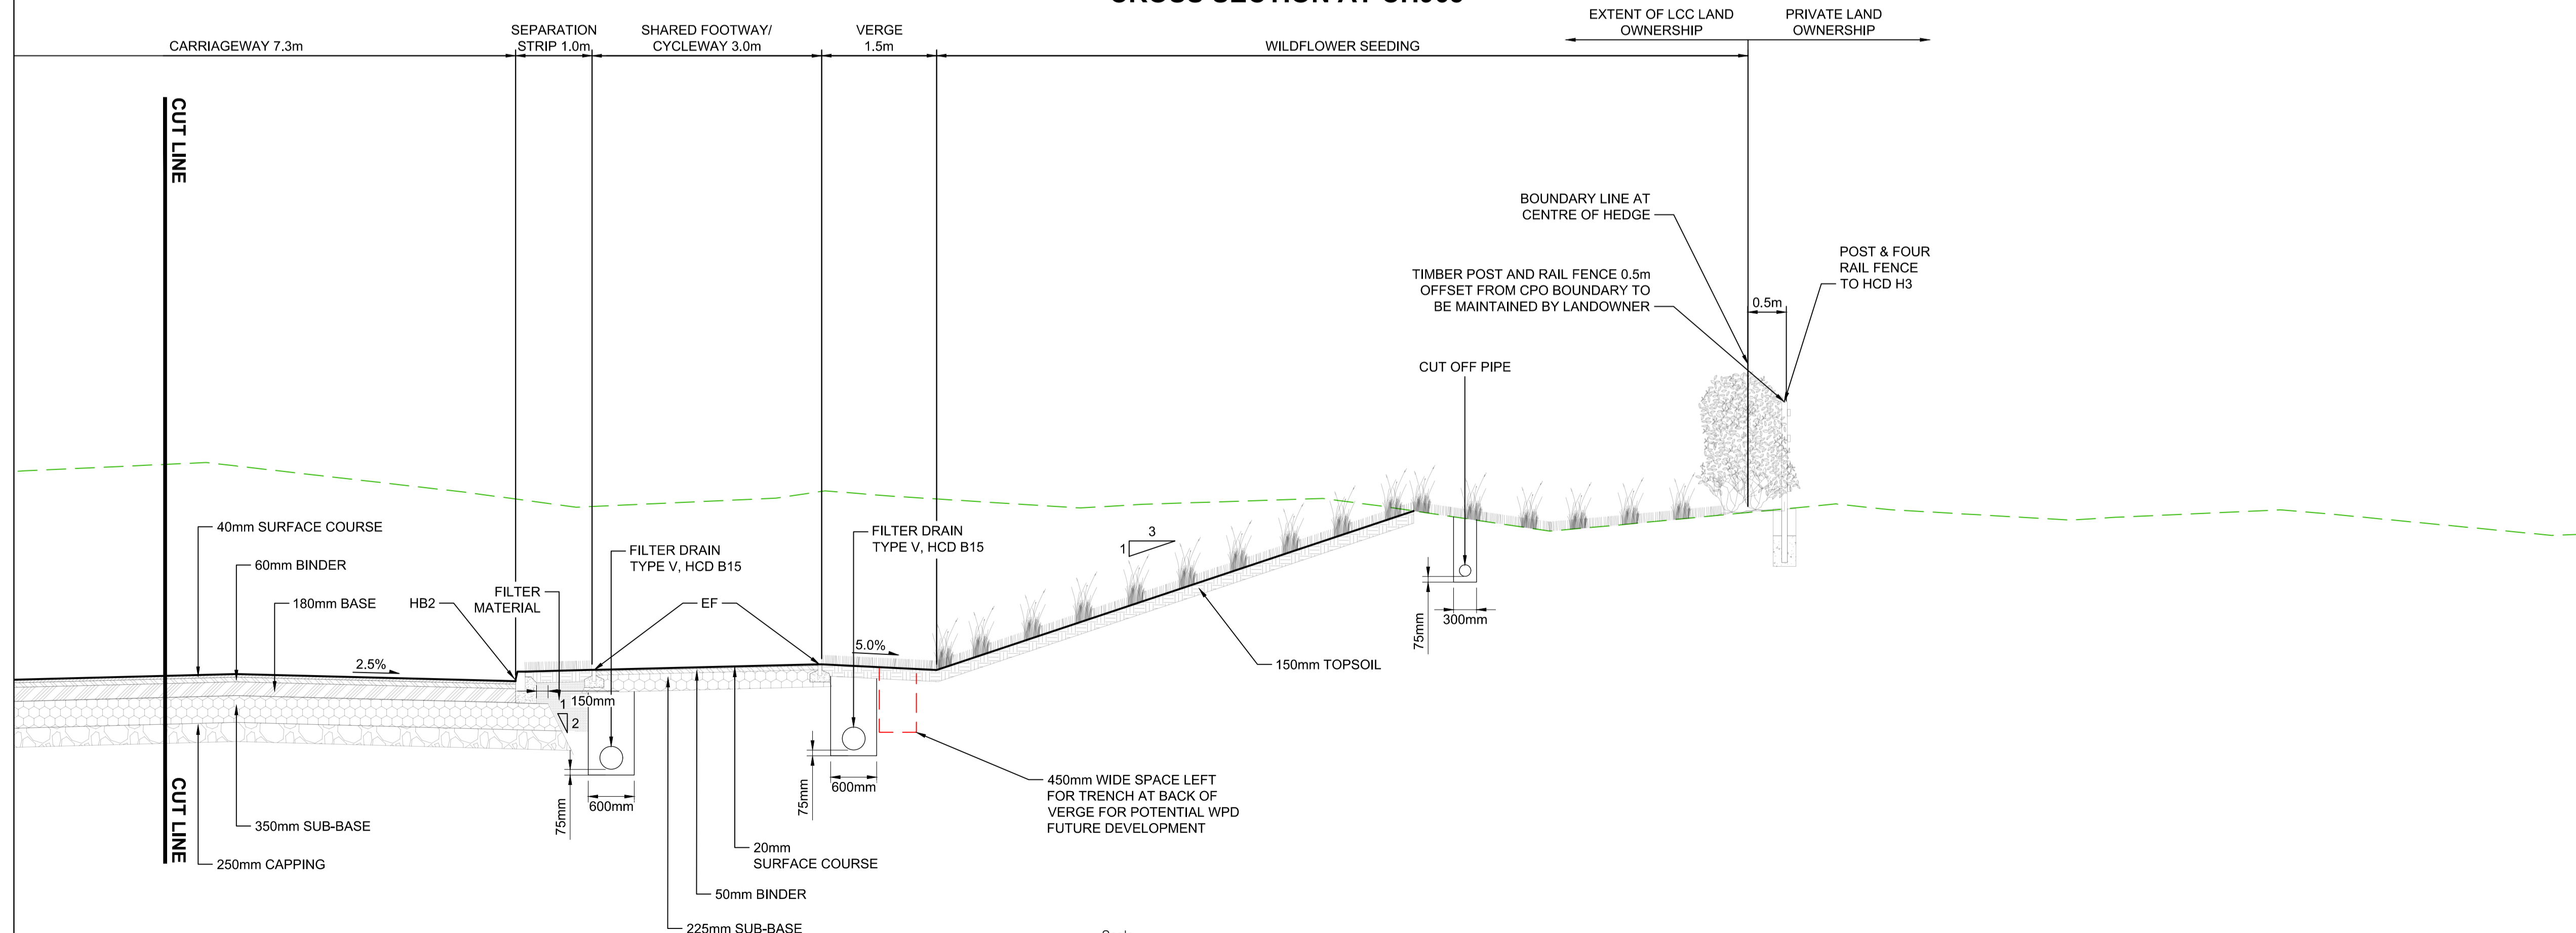 EXTENT OF LCC LAND
OWNERSHIP
PRIVATE LAND
OWNERSHIP
CARRIAGEWAY 7.3m
SEPARATION
STRIP 1.0m
SHARED FOOTWAY/
CYCLEWAY 3.0m
VERGE
1.5m
WILDFLOWER SEEDING
CUT LINE
BOUNDARY LINE AT
CENTRE OF HEDGE
POST & FOUR
RAIL FENCE
TO HCD H3
TIMBER POST AND RAIL FENCE 0.5m
OFFSET FROM CPO BOUNDARY TO
BE MAINTAINED BY LANDOWNER
0.5m
CUT OFF PIPE
40mm SURFACE COURSE
60mm BINDER
180mm BASE
HB2
FILTER
MATERIAL
FILTER DRAIN
TYPE V, HCD B15
EF
FILTER DRAIN
TYPE V, HCD B15
3
1
2.5%
5.0%
150mm
1
2
75mm
300mm
150mm TOPSOIL
75mm
600mm
75mm
600mm
450mm WIDE SPACE LEFT
FOR TRENCH AT BACK OF
VERGE FOR POTENTIAL WPD
FUTURE DEVELOPMENT
CUT LINE
350mm SUB-BASE
250mm CAPPING
20mm
SURFACE COURSE
50mm BINDER
225mm SUB-BASE